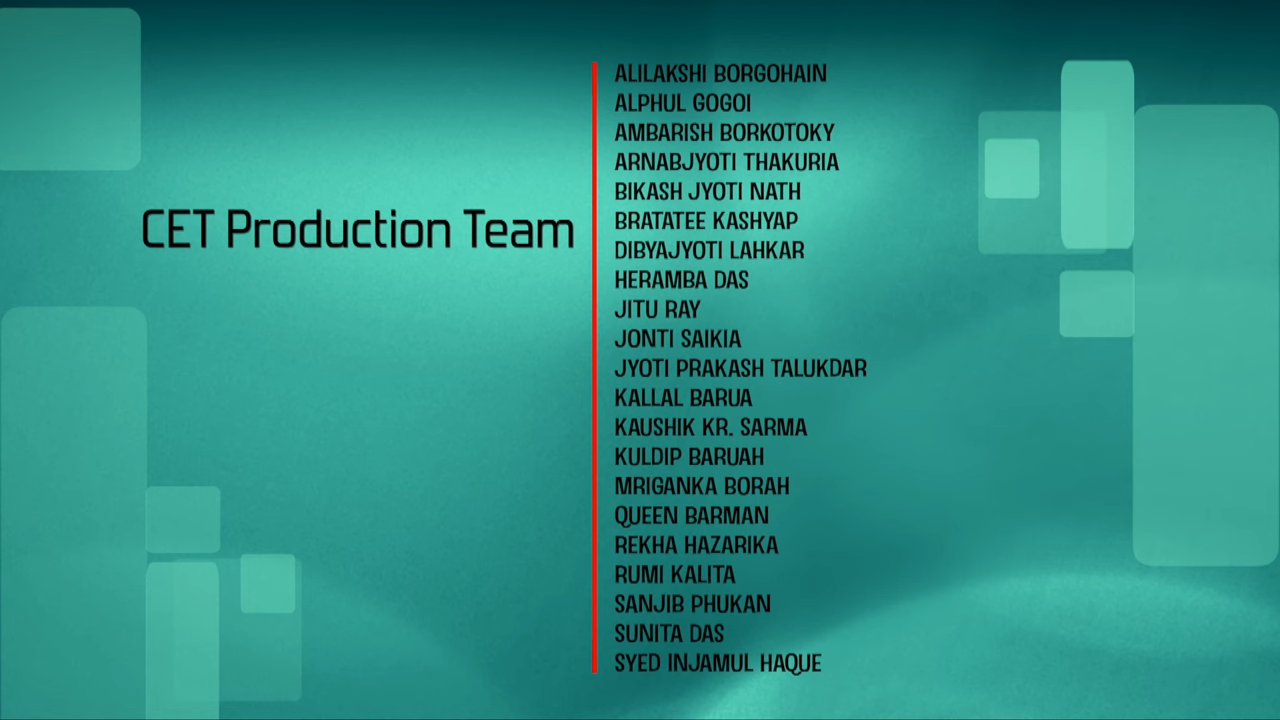 CET Production Team
ALILAKSHI BORGOHAIN
ALPHUL GOGOI
AMBARISH BORKOTOKY
ARNABJYOTI THAKURIA
BIKASH JYOTI NATH
BRATATEE KASHYAP
DIBYAJYOTI LAHKAR
HERAMBA DAS
JITU RAY
JONTI SAIKIA
JYOTI PRAKASH TALUKDAR
KALLAL BARUA
KAUSHIK KR. SARMA
KULDIP BARUAH
MRIGANKA BORAH
QUEEN BARMAN
REKHA HAZARIKA
RUMI KALITA
SANJIB PHUKAN
SUNITA DAS
SYED INJAMUL HAQUE